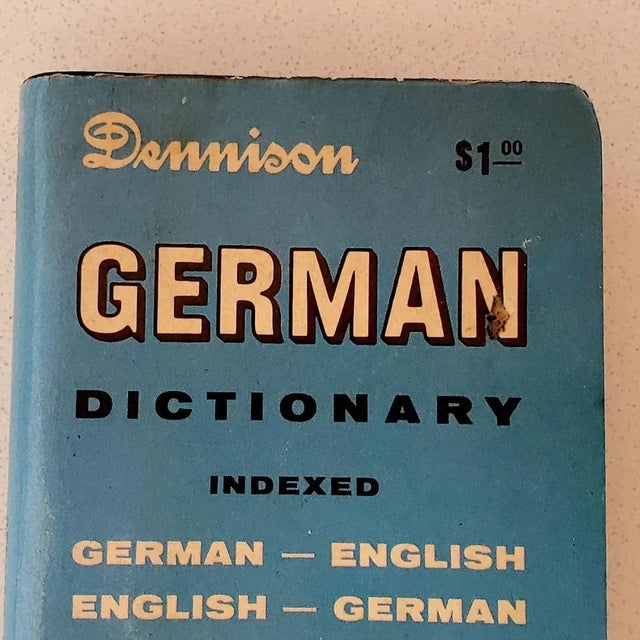 Dennison $1.00
GERMAN
DICTIONARY
INDEXED
GERMAN — ENGLISH
ENGLISH — GERMAN